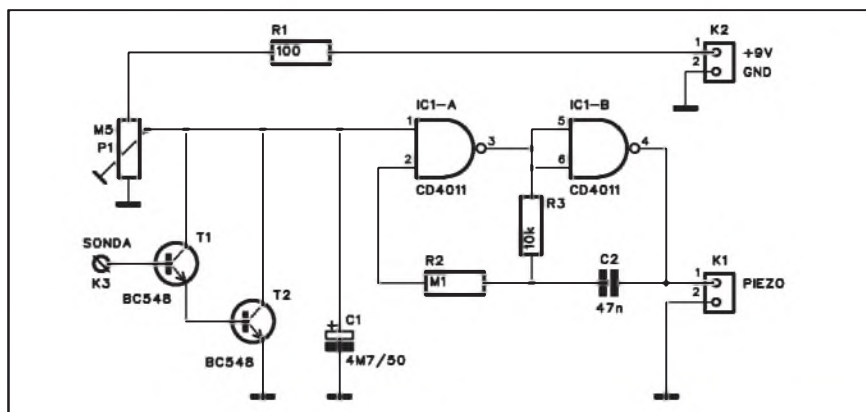 R1
100
K2
1
2
+9V
GND
IC1-A
IC1-B
M5
P1
1
2
3
5
6
4
CD4011
CD4011
R3
10k
SONDA
K3
T1
BC548
T2
BC548
R2
M1
C2
47n
K1
1
2
PIEZO
+
C1
4M7/50